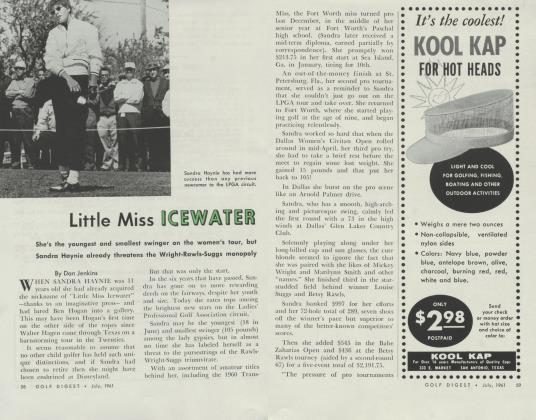 Sandra Haynie has had more
success than any previous
newcomer to the LPGA circuit.
Little Miss ICEWATER
She's the youngest and smallest swinger on the women's tour, but
Sandra Haynie already threatens the Wright-Rawls-Suggs monopoly
By Dan Jenkins
WHEN SANDRA HAYNIE was 11
years old she had already acquired
the nickname of "Little Miss Icewater"
—thanks to an imaginative press— and
had lured Ben Hogan into a gallery.
This may have been Hogan's first time
on the other side of the ropes since
Walter Hagen came through Texas on a
barnstorming tour in the Twenties.
It seems reasonable to assume that
no other child golfer has held such unique
distinctions, and if Sandra had
chosen to retire then she might have
been enshrined at Disneyland.
But that was only the start.
In the six years that have passed, Sandra
has gone on to more rewarding
deeds on the fairways, despite her youth
and size. Today she rates tops among
the brightest new stars on the Ladies'
Professional Golf Association circuit.
Sandra may be the youngest (18 in
June) and smallest swinger (115 pounds)
among the lady gypsies, but in almost
no time she has labeled herself as a
threat to the pursestrings of the Rawls-
Wright-Suggs triumvirate.
With an assortment of amateur titles
behind her, including the 1960 Trans-
38 GOLF DIGEST • July, 1961
Miss, the Fort Worth miss turned pro
last December, in the middle of her
senior year at Fort Worth's Paschal
high school. (Sandra later received a
mid-term diploma, earned partially by
correspondence). She promptly won
$213.75 in her first start at Sea Island,
Ga. in January, tieing for 10th.
An out-of-the-money finish at St.
Petersburg, Fla., her second pro tournament,
served as a reminder to Sandra
that she couldn't just go out on the
LPGA tour and take over. She returned
to Fort Worth, where she started playing
golf at the age of nine, and began
practicing relentlessly.
Sandra worked so hard that when the
Dallas Women's Civitan Open rolled
around in mid-April, her third pro try,
she had to take a brief rest before the
meet to regain some lost weight. She
gained 15 pounds and that put her
back to 105!
In Dallas she burst on the pro scene
like an Arnold Palmer drive.
Sandra, who has a smooth, high-arching
and picturesque swing, calmly led
the first round with a 73 in the high
winds at Dallas' Glen Lakes Country
Club.
Solemnly playing along under her
long-billed cap and sun glasses, the cute
blonde seemed to ignore the fact that
she was paired with the likes of Mickey
Wright and Marilynn Smith and other
"names." She finished third in the star-
studded field behind winner Louise
Suggs and Betsy Rawls.
Sandra banked $997 for her efforts
and her 72-hole total of 289, seven shots
off the winner's pace but superior to
many of the better-known competitors'
scores.
Then she added $545 in the Babe
Zaharias Open and $436 at the Betsy
Rawls tourney (aided by a second-round
67) for a five-event total of $2,191.75.
"The pressure of pro tournaments
It's the coolest!
KOOL KAP
FOR HOT HEADS
LIGHT AND COOL
FOR GOLFING, FISHING,
BOATING AND OTHER
OUTDOOR ACTIVITIES
• Weighs a mere two ounces
• Non-collapsible, ventilated
nylon sides
• Colors: Navy blue, powder
blue, antelope brown, olive,
charcoal, burning red, red,
white and blue.
ONLY
$2.98
POSTPAID
Send
your check
or money order
with hat size
and choice of
color to:
KOOL KAP
For Over 16 years Manufacturers of Quality Caps
SAN ANTONIO, TEXAS
GOLF DIGEST • July, 1961 39